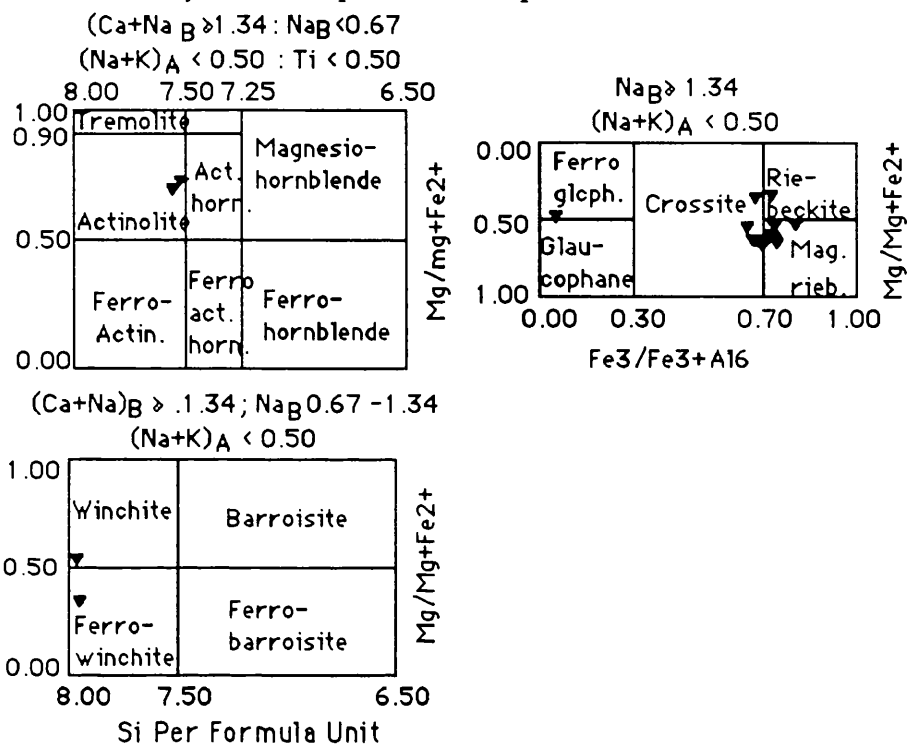 (Ca+Na B ⩾1.34 : NaB <0.67
(Na+K)A < 0.50 : Ti < 0.50
8.00 7.50 7.25 6.50
1.00
0.90
0.50
0.00
Tremolite
Actinolite
Act.
horn.
Magnesio-
hornblende
Ferro-
Actin.
Ferro
act.
horn.
Ferro-
hornblende
Mg/mg+Fe2+
NaB⩾ 1.34
(Na+K)A < 0.50
0.00
0.50
1.00
Ferro
glcph.
Glau-
cophane
Crossite
Rie-
beckite
Mag.
rieb.
Mg/Mg+Fe2+
0.00 0.30 0.70 1.00
Fe3/Fe3+A16
(Ca+Na)B ⩾ .1.34; NaB 0.67 -1.34
(Na+K)A < 0.50
1.00
0.50
0.00
Winchite
Barroisite
Ferro-
winchite
Ferro-
barroisite
Mg/Mg+Fe2+
8.00 7.50 6.50
Si Per Formula Unit